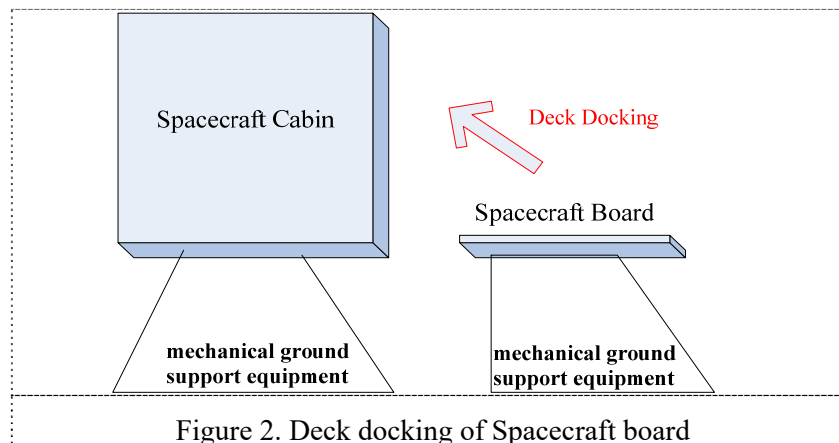 Spacecraft Cabin
Deck Docking
Spacecraft Board
mechanical ground
support equipment
mechanical ground
support equipment
Figure 2. Deck docking of Spacecraft board